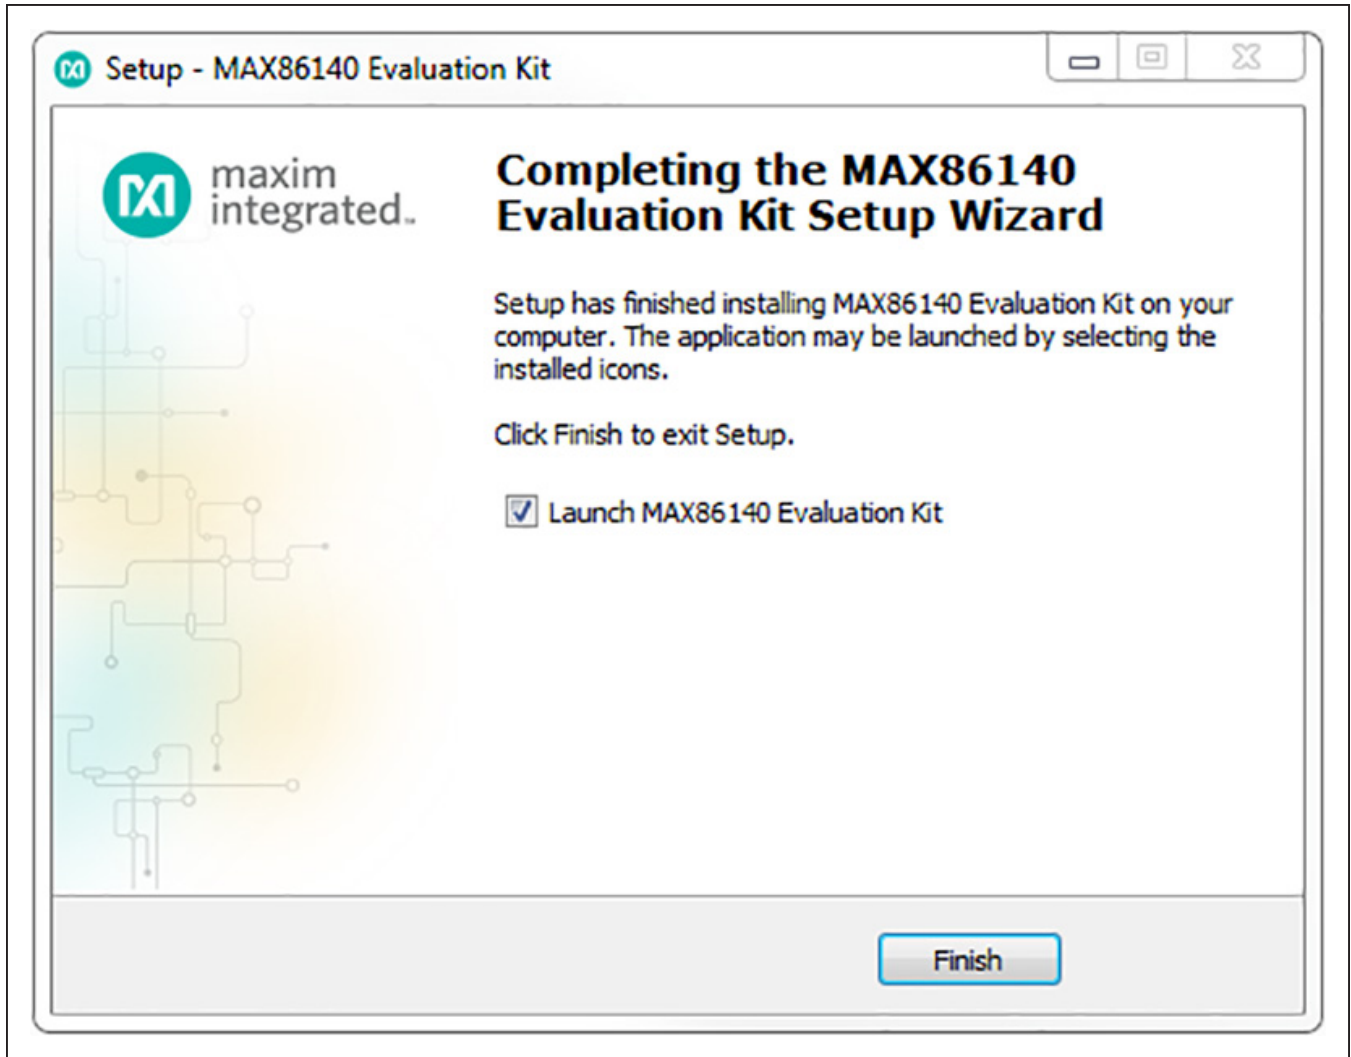 Setup - MAX86140 Evaluation Kit
maxim
integrated™
Completing the MAX86140
Evaluation Kit Setup Wizard
Setup has finished installing MAX86140 Evaluation Kit on your
computer. The application may be launched by selecting the
installed icons.
Click Finish to exit Setup.
Launch MAX86140 Evaluation Kit
Finish